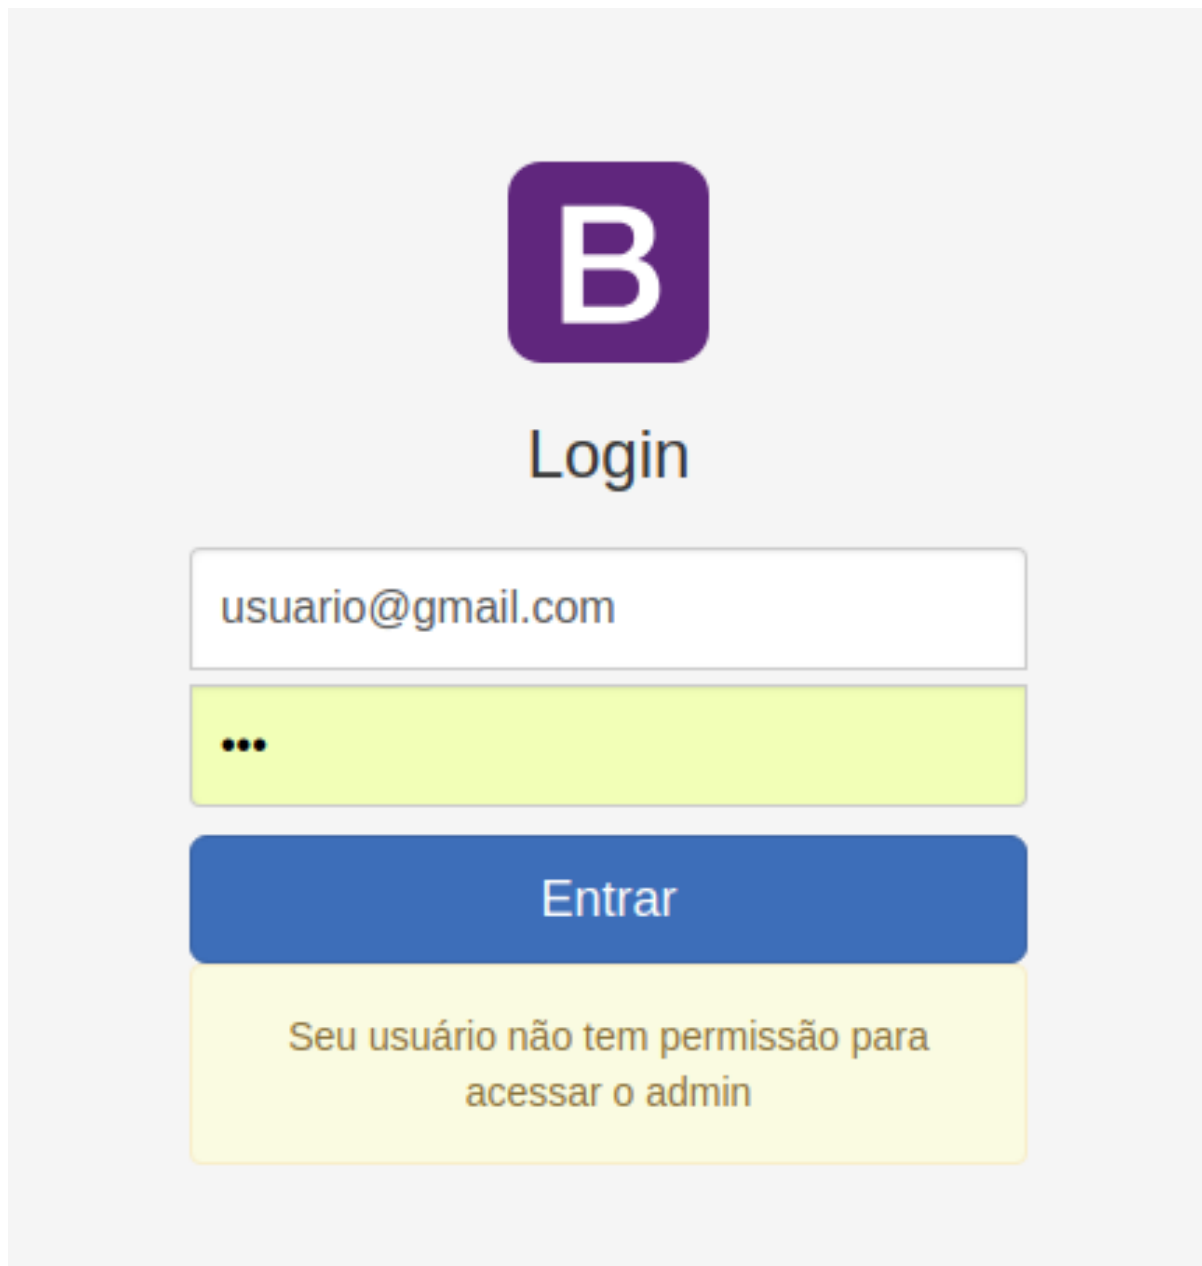 B
Login
usuario@gmail.com
•••
Entrar
Seu usuário não tem permissão para
acessar o admin